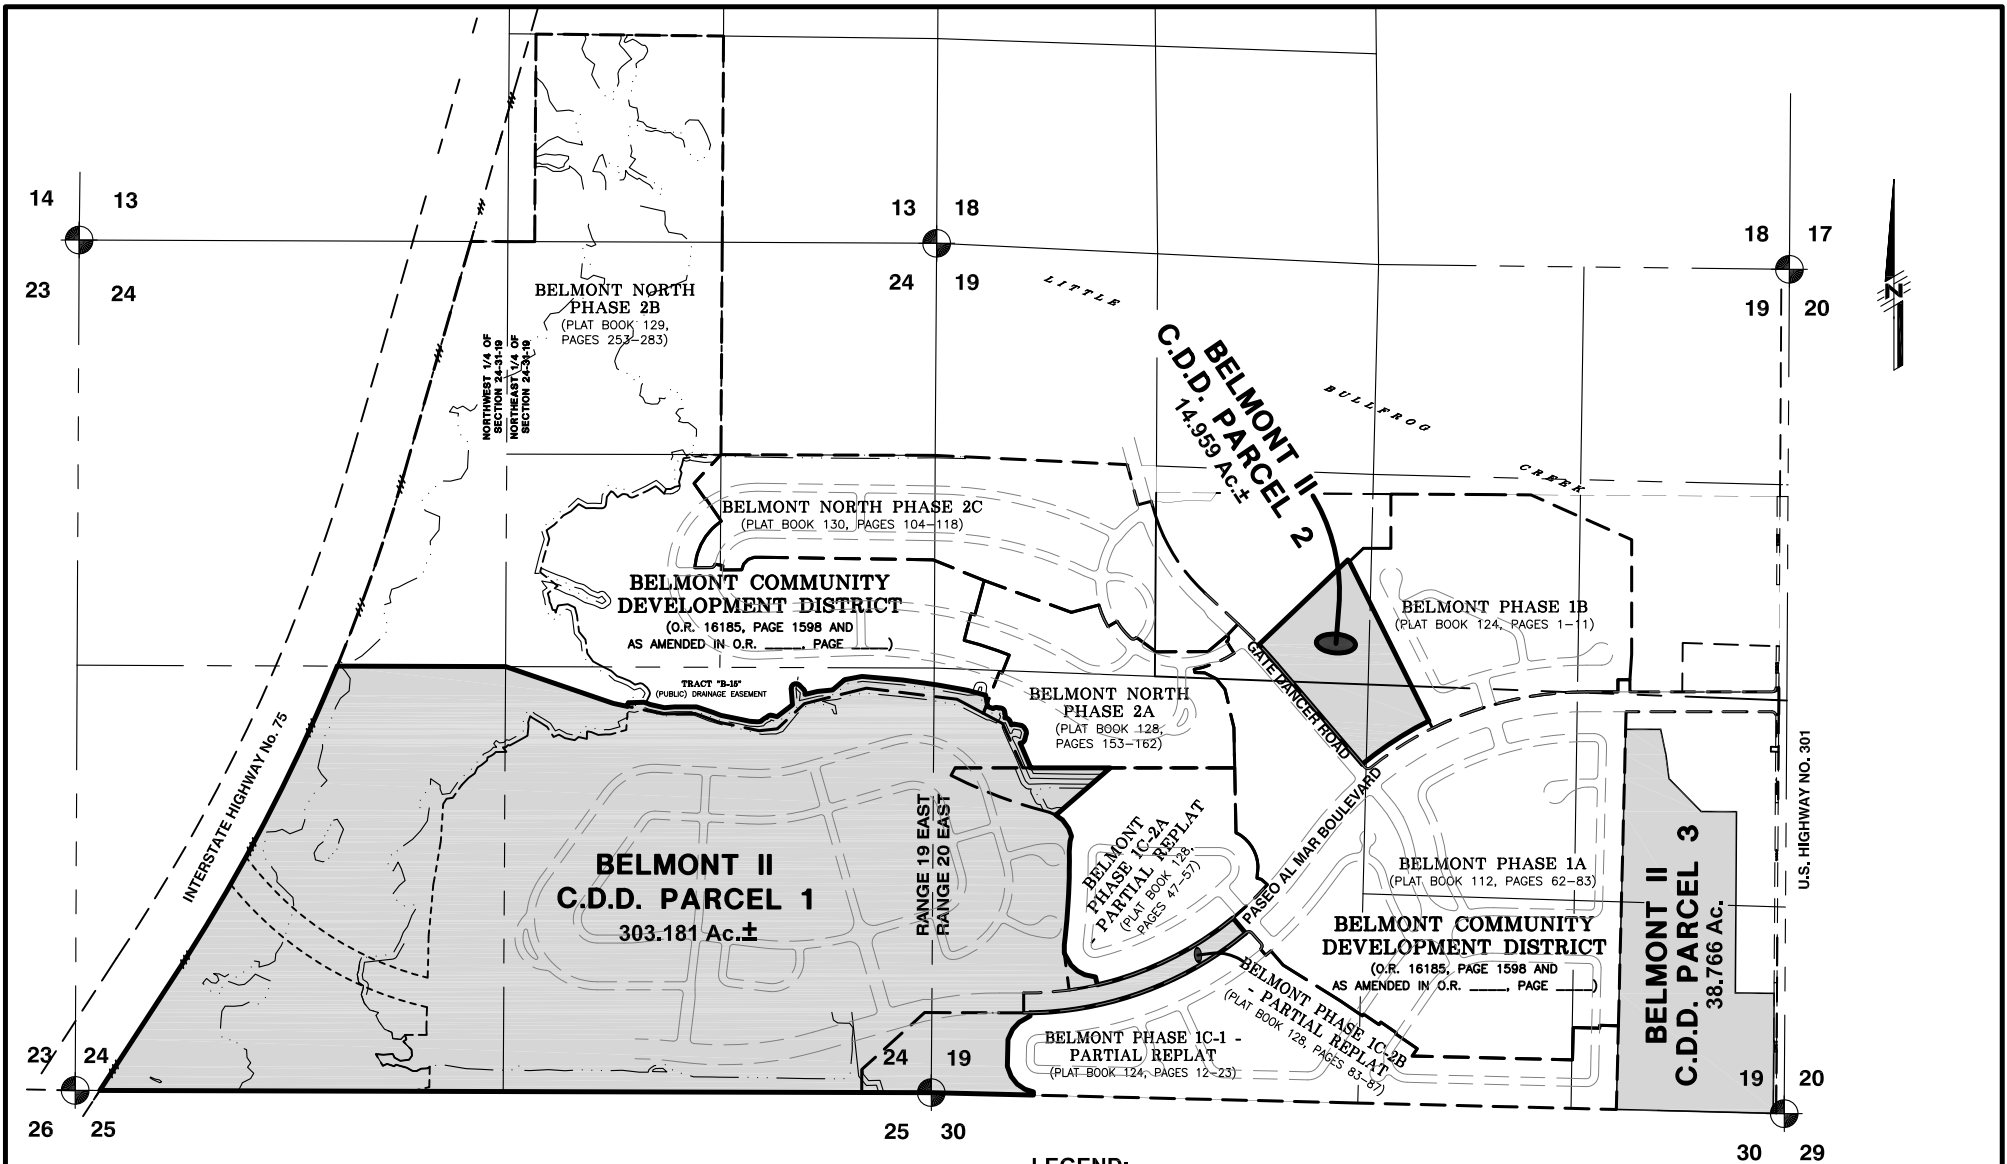 14
13
13
18
18
17
23
24
24
19
19
20
LITTLE
BULLFROG
CREEK
N
BELMONT NORTH
PHASE 2B
(PLAT BOOK 129,
PAGES 253-283)
NORTHWEST 1/4 OF
SECTION 24-31-19
NORTHEAST 1/4 OF
SECTION 24-31-19
BELMONT II
C.D.D. PARCEL 2
14.959 Ac.±
BELMONT NORTH PHASE 2C
(PLAT BOOK 130, PAGES 104-118)
BELMONT COMMUNITY
DEVELOPMENT DISTRICT
(O.R. 16185, PAGE 1598 AND
AS AMENDED IN O.R. ____, PAGE ____)
BELMONT PHASE 1B
(PLAT BOOK 124, PAGES 1-11)
GATE DANCER ROAD
TRACT "B-15"
(PUBLIC) DRAINAGE EASEMENT
BELMONT NORTH
PHASE 2A
(PLAT BOOK 128,
PAGES 153-162)
INTERSTATE HIGHWAY No. 75
U.S. HIGHWAY NO. 301
RANGE 19 EAST
RANGE 20 EAST
BELMONT
PHASE 1C-2A
- PARTIAL REPLAT
(PLAT BOOK 128,
PAGES 47-57)
PASEO AL MAR BOULEVARD
BELMONT II
C.D.D. PARCEL 1
303.181 Ac.±
BELMONT PHASE 1A
(PLAT BOOK 112, PAGES 62-83)
BELMONT COMMUNITY
DEVELOPMENT DISTRICT
(O.R. 16185, PAGE 1598 AND
AS AMENDED IN O.R. ____, PAGE ____)
BELMONT II
C.D.D. PARCEL 3
38.766 Ac.
BELMONT PHASE 1C-2B
- PARTIAL REPLAT
(PLAT BOOK 128, PAGES 83-87)
BELMONT PHASE 1C-1 -
PARTIAL REPLAT
(PLAT BOOK 124, PAGES 12-23)
23
24
24
19
19
20
26
25
25
30
30
29
LEGEND: